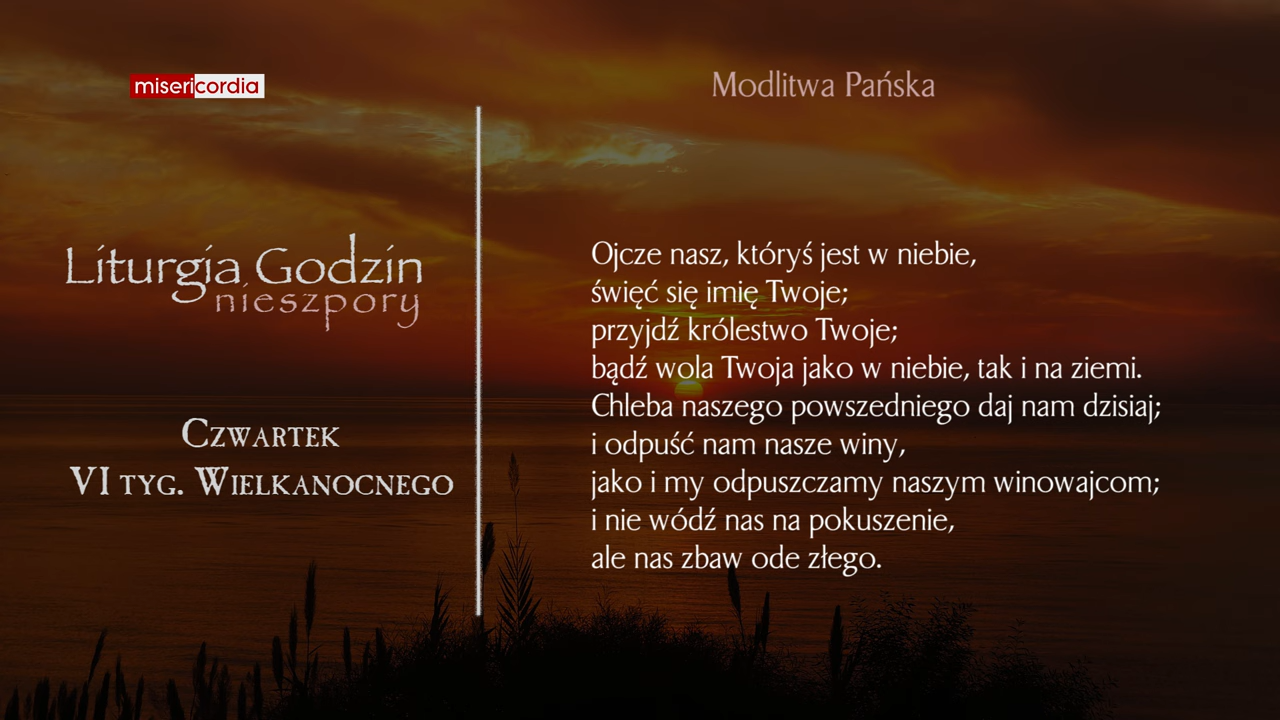 misericordia
Liturgia Godzin
nieszpory
Czwartek
VI tyg. Wielkanocnego
Modlitwa Pańska
Ojcze nasz, któryś jest w niebie,
święć się imię Twoje;
przyjdź królestwo Twoje;
bądź wola Twoja jako w niebie, tak i na ziemi.
Chleba naszego powszedniego daj nam dzisiaj;
i odpuść nam nasze winy,
jako i my odpuszczamy naszym winowajcom;
i nie wódź nas na pokuszenie,
ale nas zbaw ode złego.